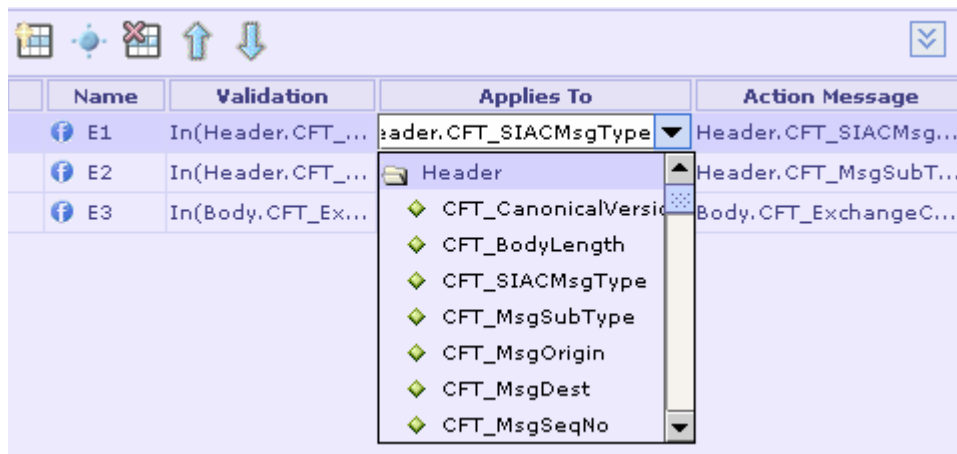 Name Validation Applies To Action Message
E1 In(Header.CFT_... eader.CFT_SIACMsgType Header.CFT_SIACMsg...
E2 In(Header.CFT_... Header.CFT_MsgSubT...
E3 In(Body.CFT_Ex... Body.CFT_ExchangeC...
Header
CFT_CanonicalVersio
CFT_BodyLength
CFT_SIACMsgType
CFT_MsgSubType
CFT_MsgOrigin
CFT_MsgDest
CFT_MsgSeqNo